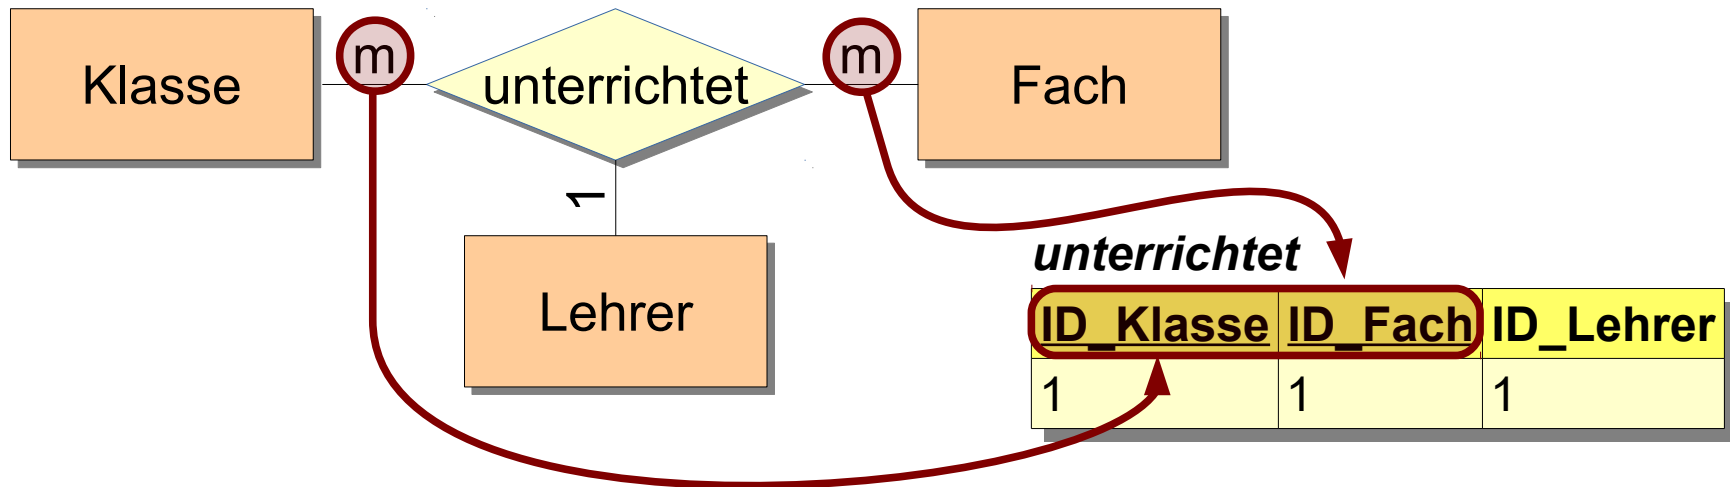 Klasse
m
unterrichtet
m
Fach
1
Lehrer
unterrichtet
ID_Klasse ID_Fach ID_Lehrer
1 1 1